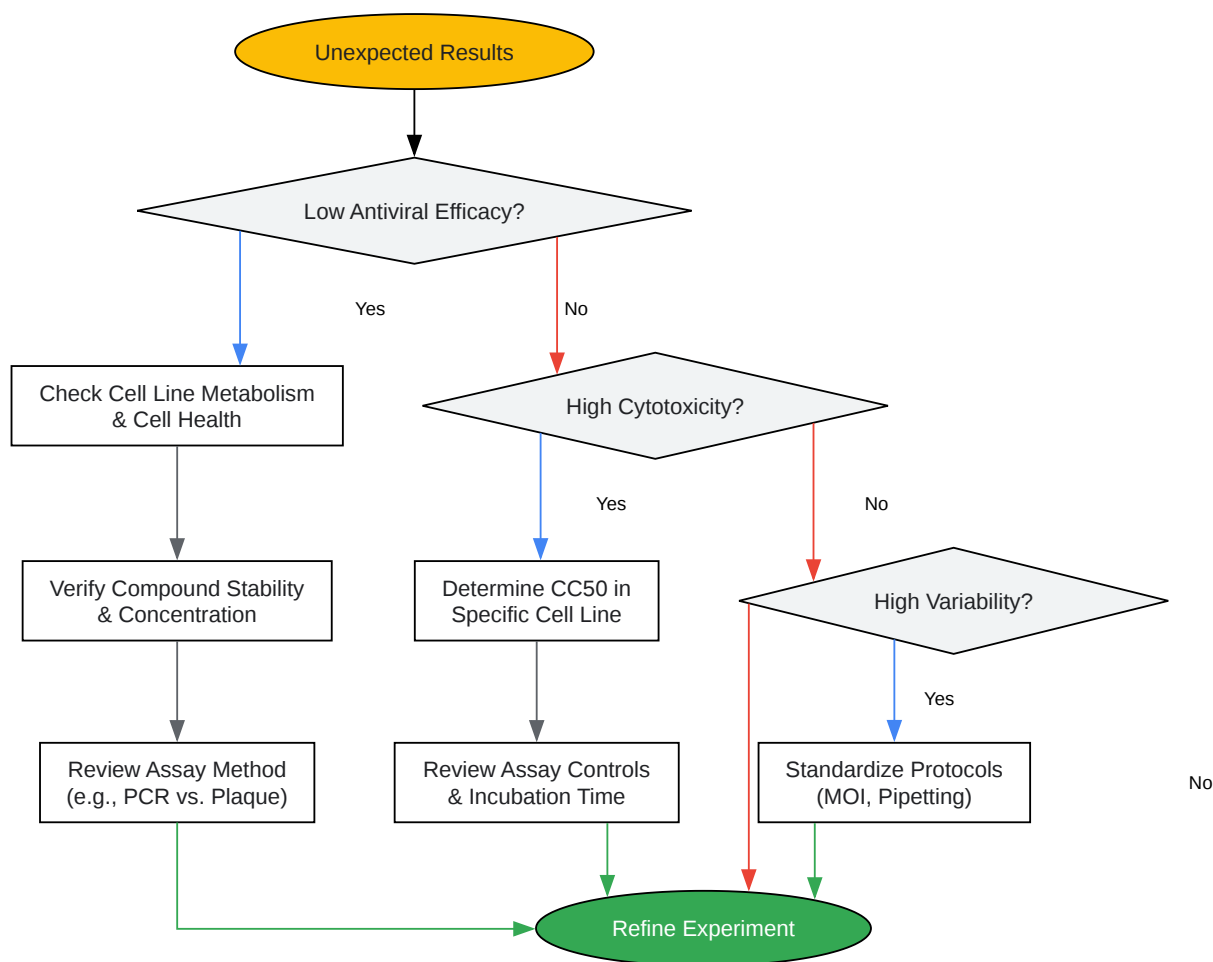 Unexpected Results
Low Antiviral Efficacy?
Yes
No
Check Cell Line Metabolism
& Cell Health
High Cytotoxicity?
Yes
No
Verify Compound Stability
& Concentration
Determine CC50 in
Specific Cell Line
High Variability?
Yes
No
Review Assay Method
(e.g., PCR vs. Plaque)
Review Assay Controls
& Incubation Time
Standardize Protocols
(MOI, Pipetting)
Refine Experiment